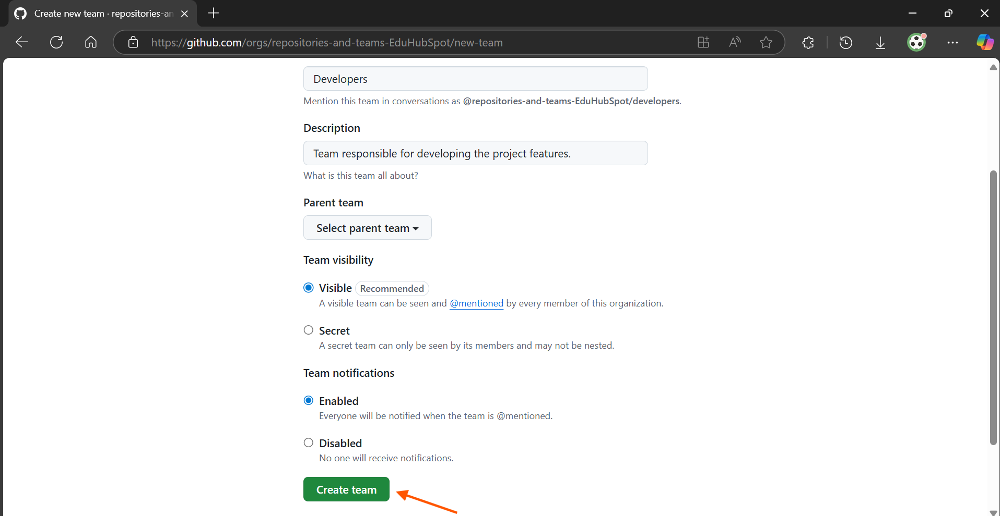 Create new team · repositories-an
https://github.com/orgs/repositories-and-teams-EduHubSpot/new-team
Developers
Mention this team in conversations as @repositories-and-teams-EduHubSpot/developers.
Description
Team responsible for developing the project features.
What is this team all about?
Parent team
Select parent team
Team visibility
Visible Recommended
A visible team can be seen and @mentioned by every member of this organization.
Secret
A secret team can only be seen by its members and may not be nested.
Team notifications
Enabled
Everyone will be notified when the team is @mentioned.
Disabled
No one will receive notifications.
Create team